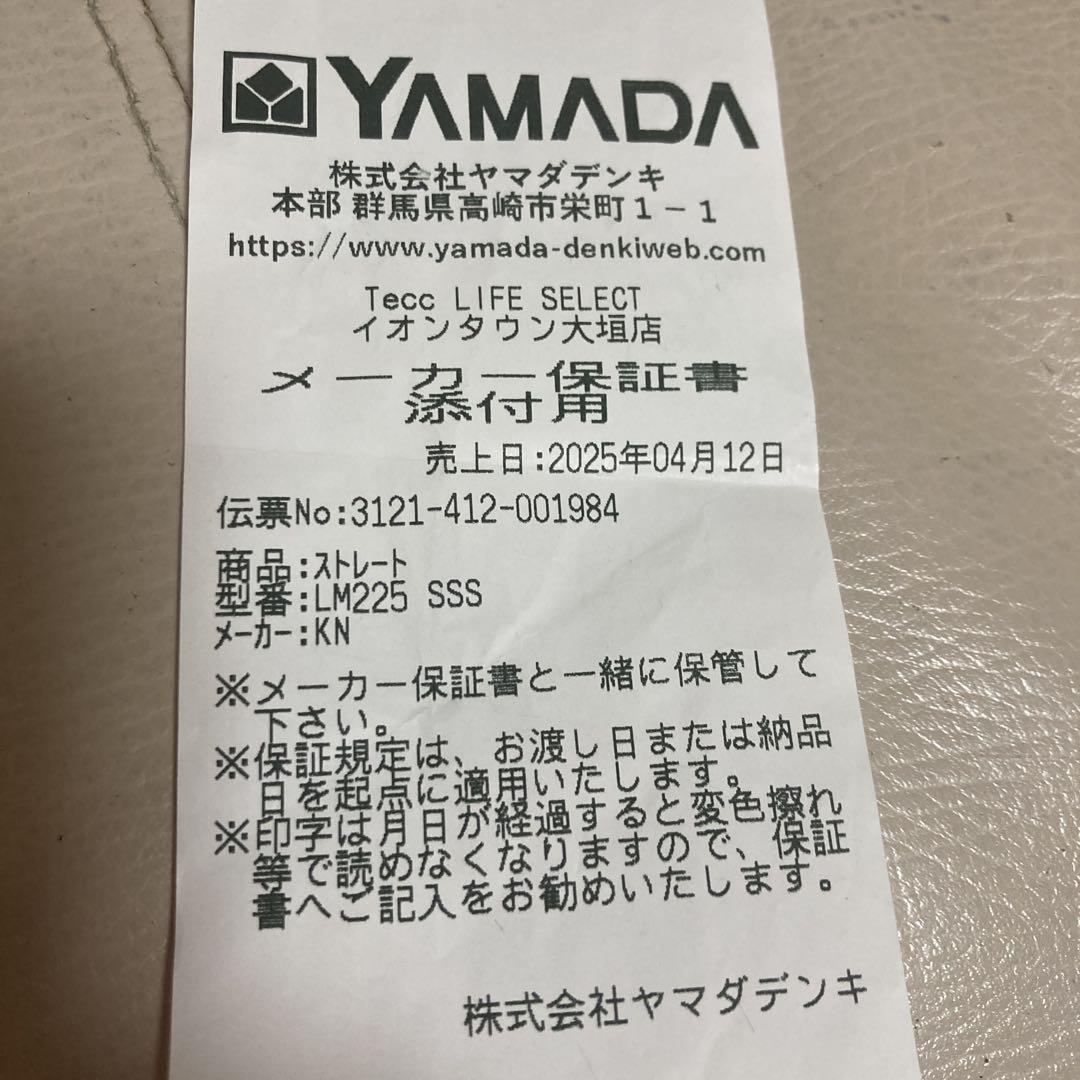 YAMADA
株式会社ヤマダデンキ
本部 群馬県高崎市栄町１－１
https://www.yamada-denkiweb.com
Tecc LIFE SELECT
イオンタウン大垣店
メーカー保証書
添付用
売上日:2025年04月12日
伝票No:3121-412-001984
商品:ｽﾄﾚｰﾄ
型番:LM225 SSS
ﾒｰｶｰ:KN
※メーカー保証書と一緒に保管して
下さい。
※保証規定は、お渡し日または納品
日を起点に適用いたします。
※印字は月日が経過すると変色擦れ
等で読めなくなりますので、保証
書へご記入をお勧めいたします。
株式会社ヤマダデンキ